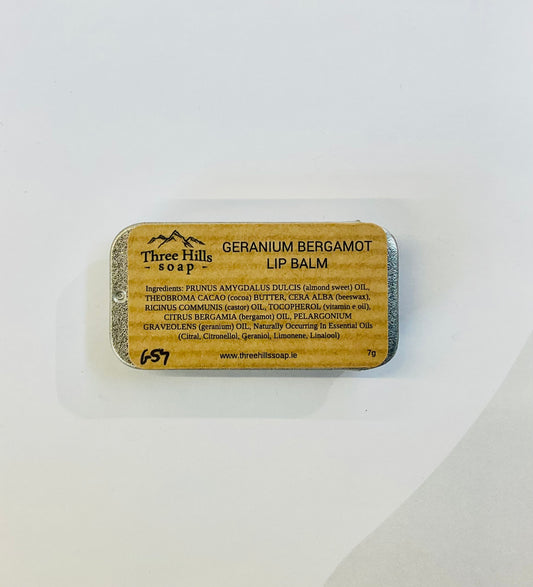 Three Hills
- soap -
GERANIUM BERGAMOT
LIP BALM
Ingredients: PRUNUS AMYGDALUS DULCIS (almond sweet) OIL,
THEOBROMA CACAO (cocoa) BUTTER, CERA ALBA (beeswax),
RICINUS COMMUNIS (castor) OIL, TOCOPHEROL (vitamin e oil),
CITRUS BERGAMIA (bergamot) OIL, PELARGONIUM
GRAVEOLENS (geranium) OIL, Naturally Occurring In Essential Oils
(Citral, Citronellol, Geraniol, Limonene, Linalool)
www.threehillssoap.ie
7g